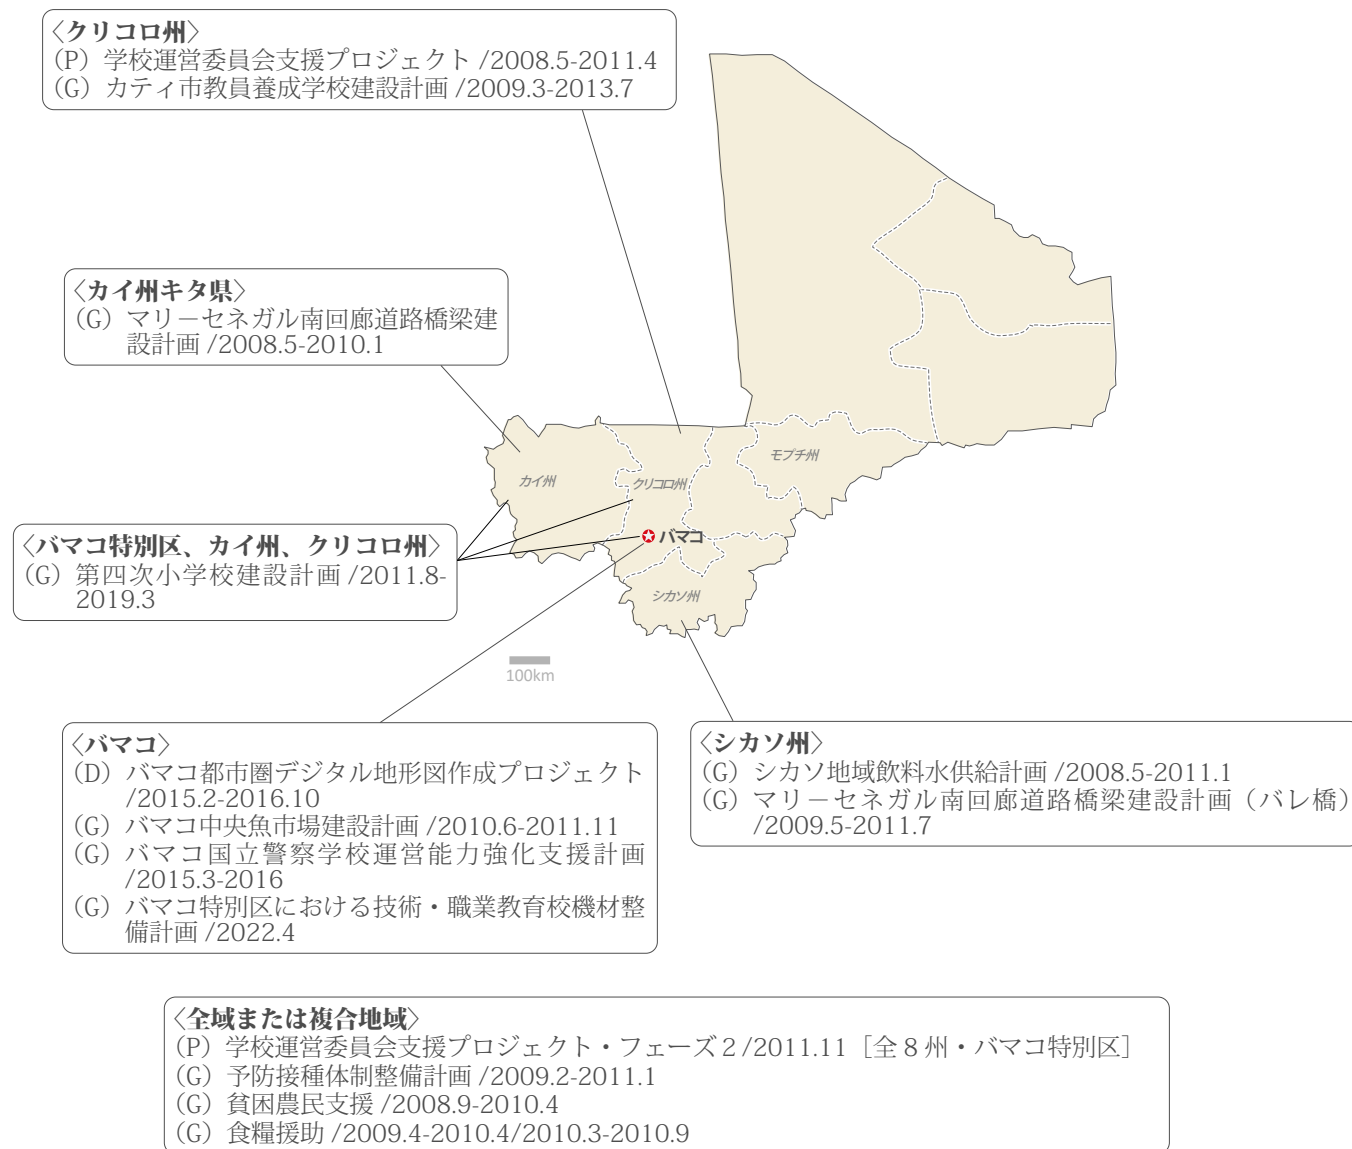 〈クリコロ州〉
（P）学校運営委員会支援プロジェクト /2008.5-2011.4
（G）カティ市教員養成学校建設計画 /2009.3-2013.7
〈カイ州キタ県〉
（G）マリ－セネガル南回廊道路橋梁建
設計画 /2008.5-2010.1
モプチ州
カイ州
クリコロ州
バマコ
〈バマコ特別区、カイ州、クリコロ州〉
（G）第四次小学校建設計画 /2011.8-
2019.3
シカソ州
100km
〈バマコ〉
（D）バマコ都市圏デジタル地形図作成プロジェクト
/2015.2-2016.10
（G）バマコ中央魚市場建設計画 /2010.6-2011.11
（G）バマコ国立警察学校運営能力強化支援計画
/2015.3-2016
（G）バマコ特別区における技術・職業教育校機材整
備計画 /2022.4
〈シカソ州〉
（G）シカソ地域飲料水供給計画 /2008.5-2011.1
（G）マリ－セネガル南回廊道路橋梁建設計画（バレ橋）
/2009.5-2011.7
〈全域または複合地域〉
（P）学校運営委員会支援プロジェクト・フェーズ２/2011.11［全８州・バマコ特別区］
（G）予防接種体制整備計画 /2009.2-2011.1
（G）貧困農民支援 /2008.9-2010.4
（G）食糧援助 /2009.4-2010.4/2010.3-2010.9